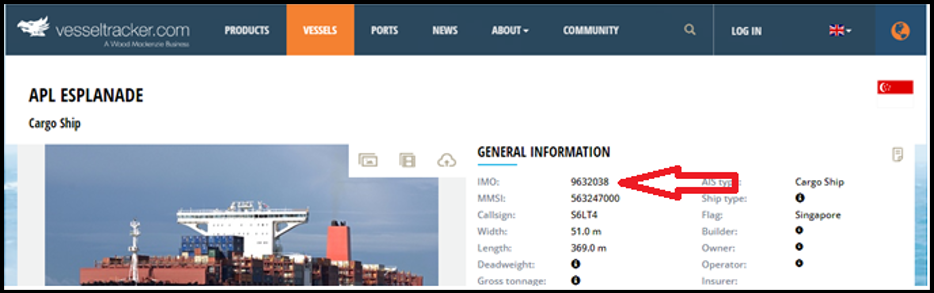 vesseltracker.com
A Wood Mackenzie Business
PRODUCTS VESSELS PORTS NEWS ABOUT COMMUNITY LOG IN
APL ESPLANADE
Cargo Ship
GENERAL INFORMATION
IMO: 9632038 AIS type: Cargo Ship
MMSI: 563247000 Ship type:
Callsign: S6LT4 Flag: Singapore
Width: 51.0 m Builder:
Length: 369.0 m Owner:
Deadweight: Operator:
Gross tonnage: Insurer: